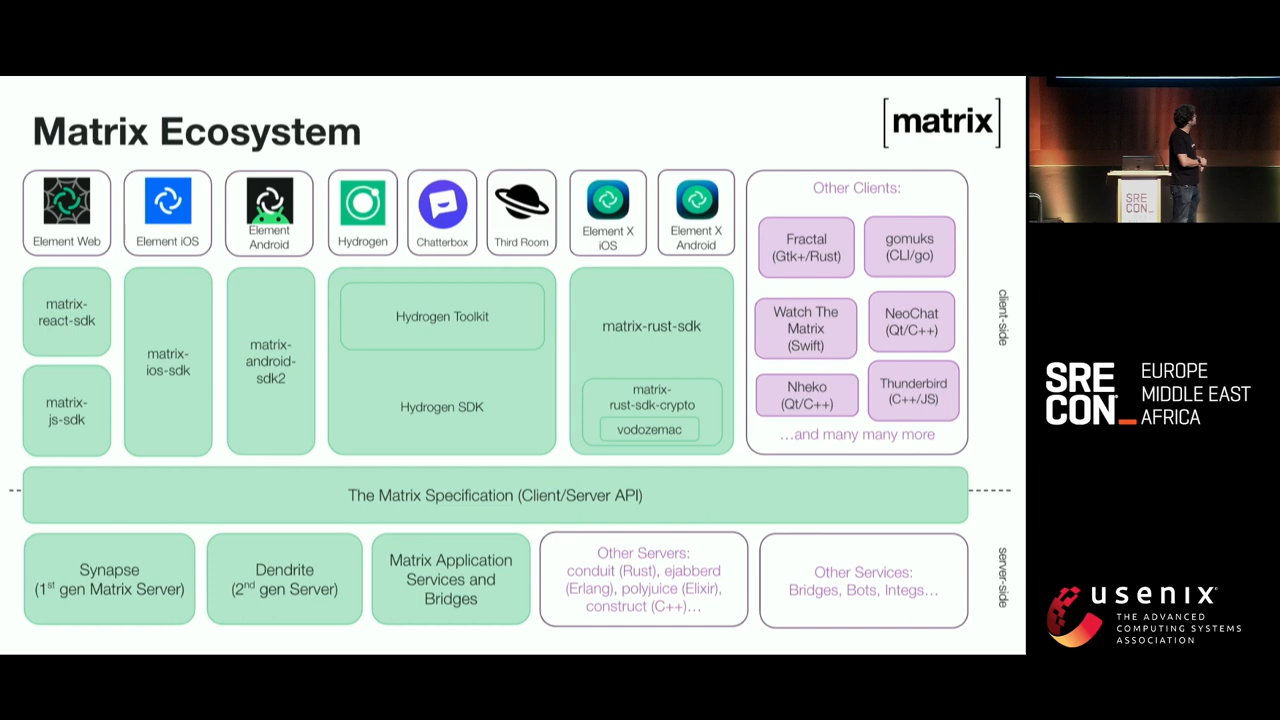 Matrix Ecosystem
[matrix]
Element Web
Element iOS
Element
Android
Hydrogen
Chatterbox
Third Room
Element X
iOS
Element X
Android
Other Clients:
Fractal
(Gtk+/Rust)
gomuks
(CLI/go)
Watch The
Matrix
(Swift)
NeoChat
(Qt/C++)
Nheko
(Qt/C++)
Thunderbird
(C++/JS)
…and many many more
client-side
matrix-
react-sdk
matrix-
js-sdk
matrix-
ios-sdk
matrix-
android-
sdk2
Hydrogen Toolkit
Hydrogen SDK
matrix-rust-sdk
matrix-
rust-sdk-crypto
vodozemac
The Matrix Specification (Client/Server API)
Synapse
(1st gen Matrix Server)
Dendrite
(2nd gen Server)
Matrix Application
Services and
Bridges
Other Servers:
conduit (Rust), ejabberd
(Erlang), polyjuice (Elixir),
construct (C++)…
Other Services:
Bridges, Bots, Integs…
server-side
SRE
CON_
SRE
CON_
EUROPE
MIDDLE EAST
AFRICA
usenix
THE ADVANCED
COMPUTING SYSTEMS
ASSOCIATION